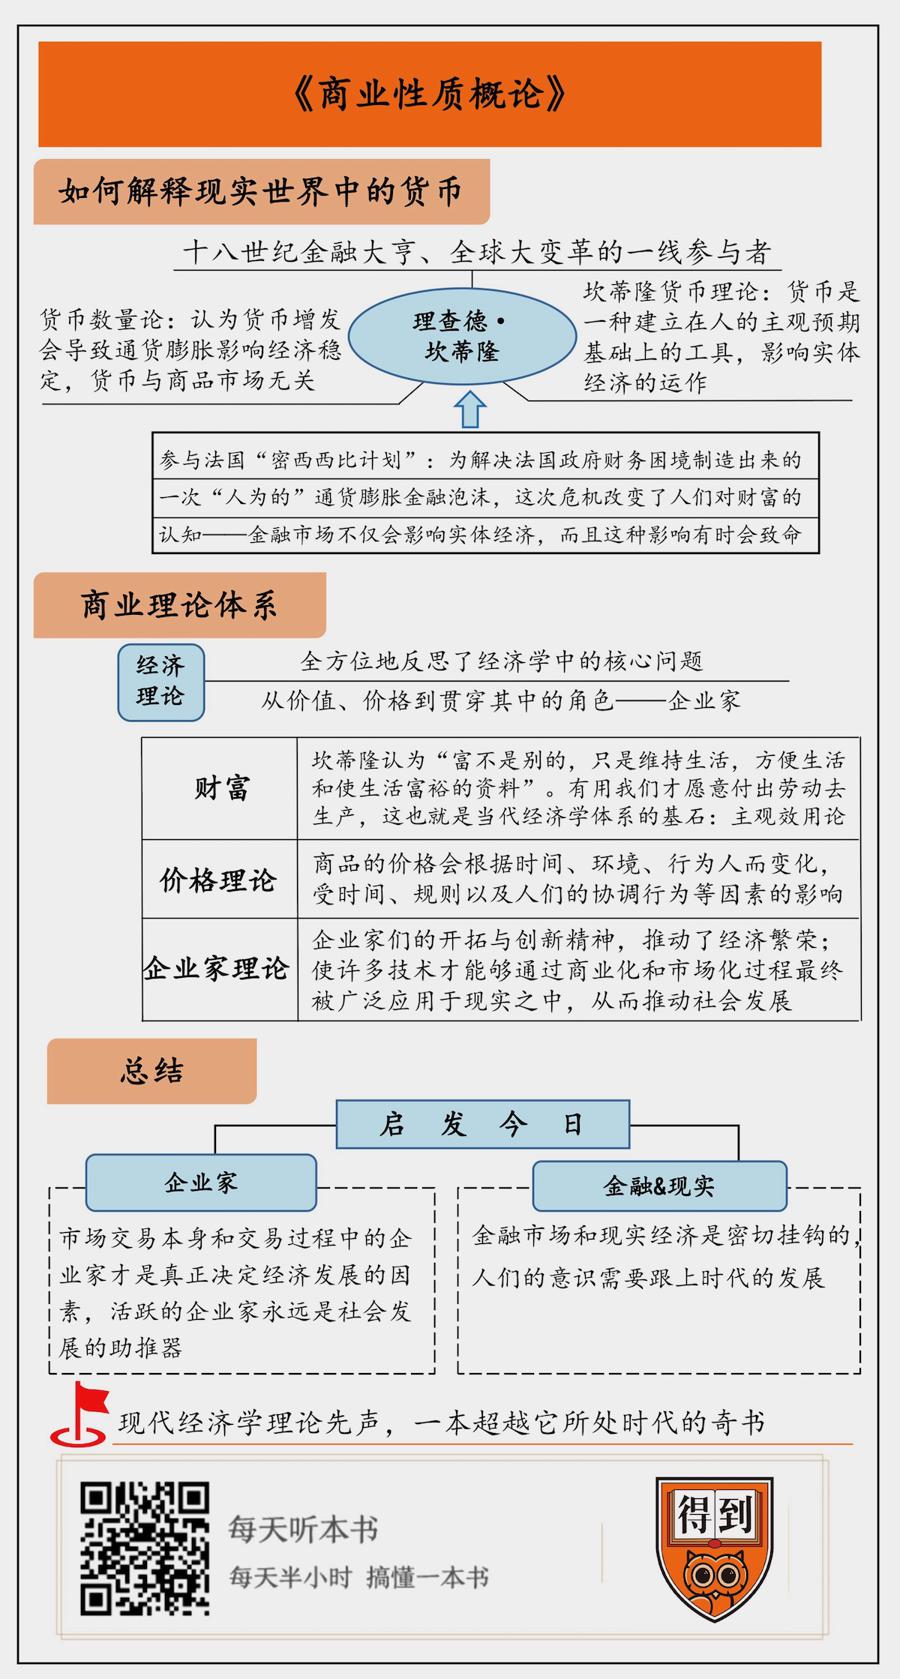 《商业性质概论》
如何解释现实世界中的货币
十八世纪金融大亨、全球大变革的一线参与者
货币数量论：认为货币增发
会导致通货膨胀影响经济稳
定，货币与商品市场无关
理查德·
坎蒂隆
坎蒂隆货币理论：货币是
一种建立在人的主观预期
基础上的工具，影响实体
经济的运作
参与法国“密西西比计划”：为解决法国政府财务困境制造出来的
一次“人为的”通货膨胀金融泡沫，这次危机改变了人们对财富的
认知——金融市场不仅会影响实体经济，而且这种影响有时会致命
商业理论体系
经济
理论
全方位地反思了经济学中的核心问题
从价值、价格到贯穿其中的角色——企业家
财富
坎蒂隆认为“富不是别的，只是维持生活，方便生活
和使生活富裕的资料”。有用我们才愿意付出劳动去
生产，这也就是当代经济学体系的基石：主观效用论
价格理论
商品的价格会根据时间、环境、行为人而变化，
受时间、规则以及人们的协调行为等因素的影响
企业家理论
企业家们的开拓与创新精神，推动了经济繁荣；
使许多技术才能够通过商业化和市场化过程最终
被广泛应用于现实之中，从而推动社会发展
总结
启发今日
企业家
市场交易本身和交易过程中的企
业家才是真正决定经济发展的因
素，活跃的企业家永远是社会发
展的助推器
金融&现实
金融市场和现实经济是密切挂钩的，
人们的意识需要跟上时代的发展
现代经济学理论先声，一本超越它所处时代的奇书
每天听本书
每天半小时 搞懂一本书
得到